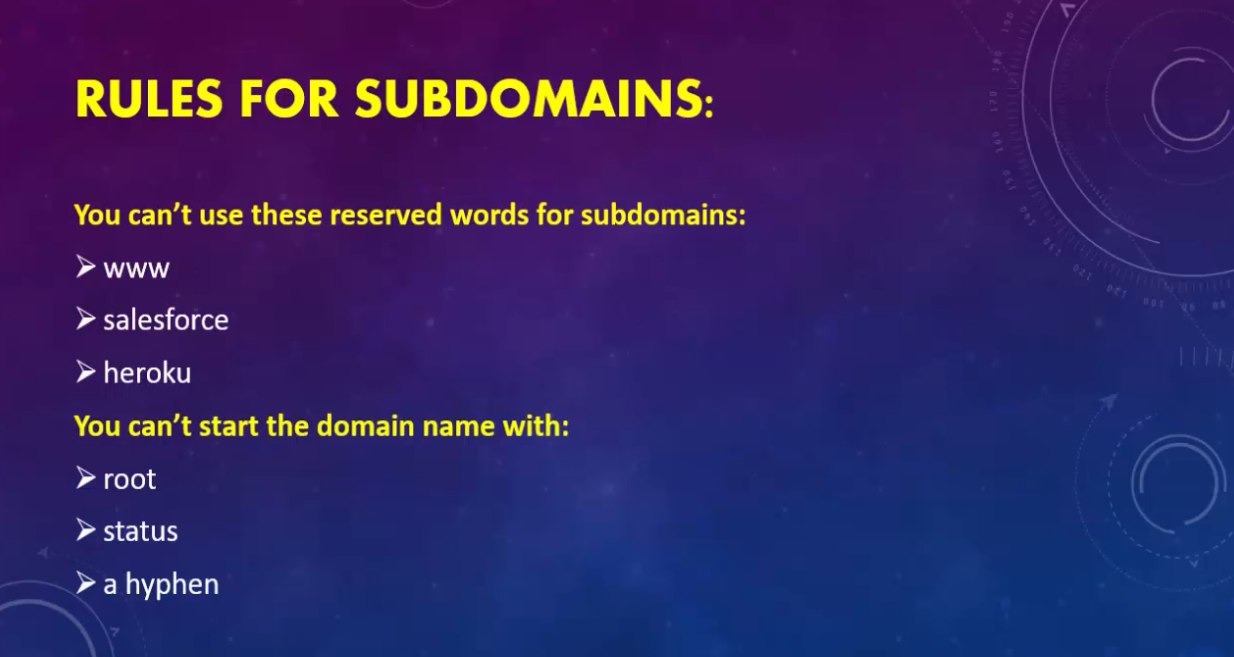 RULES FOR SUBDOMAINS:
You can’t use these reserved words for subdomains:
➢ www
➢ salesforce
➢ heroku
You can’t start the domain name with:
➢ root
➢ status
➢ a hyphen